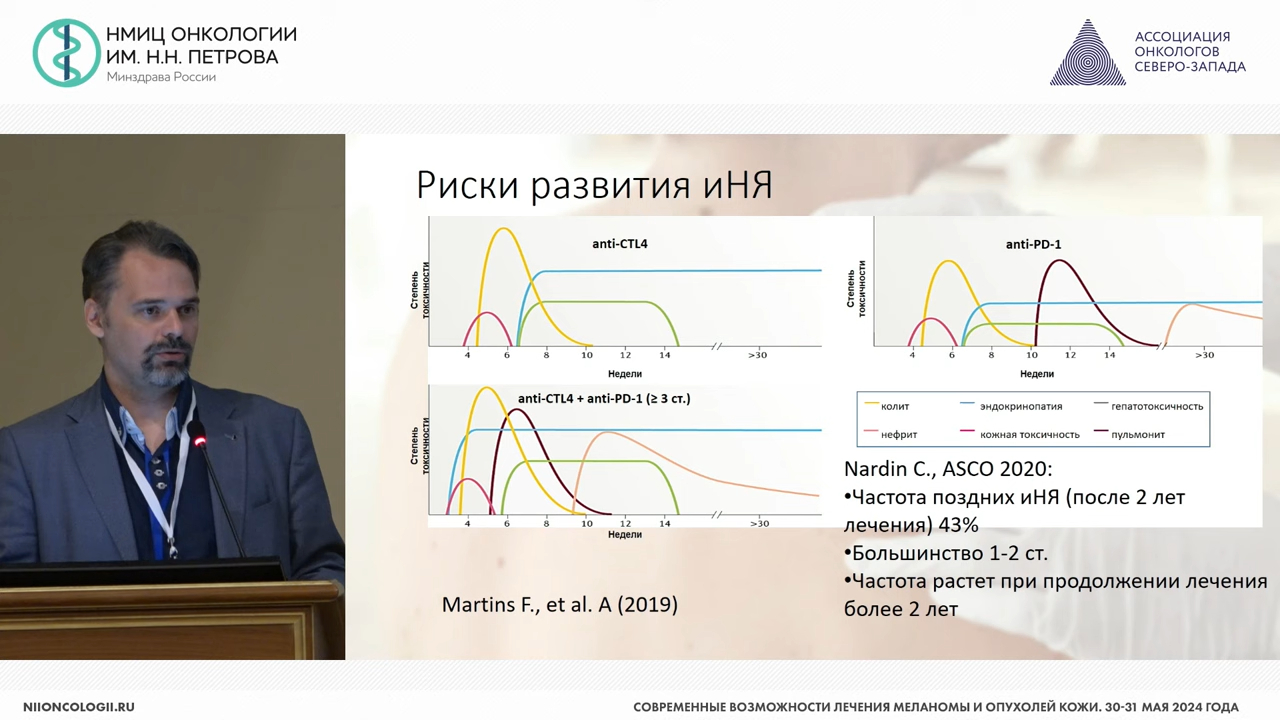 НМИЦ ОНКОЛОГИИ
ИМ. Н.Н. ПЕТРОВА
Минздрава России
АССОЦИАЦИЯ
ОНКОЛОГОВ
СЕВЕРО-ЗАПАДА
Риски развития иНЯ
anti-CTL4
Степень
токсичности
4 6 8 10 12 14 >30
Недели
anti-PD-1
Степень
токсичности
4 6 8 10 12 14 >30
Недели
anti-CTL4 + anti-PD-1 (≥ 3 ст.)
Степень
токсичности
4 6 8 10 12 14 >30
Недели
колит эндокринопатия гепатотоксичность
нефрит кожная токсичность пульмонит
Nardin C., ASCO 2020:
•Частота поздних иНЯ (после 2 лет
лечения) 43%
•Большинство 1-2 ст.
•Частота растет при продолжении лечения
более 2 лет
Martins F., et al. A (2019)
NIIONCOLOGII.RU
СОВРЕМЕННЫЕ ВОЗМОЖНОСТИ ЛЕЧЕНИЯ МЕЛАНОМЫ И ОПУХОЛЕЙ КОЖИ. 30-31 МАЯ 2024 ГОДА